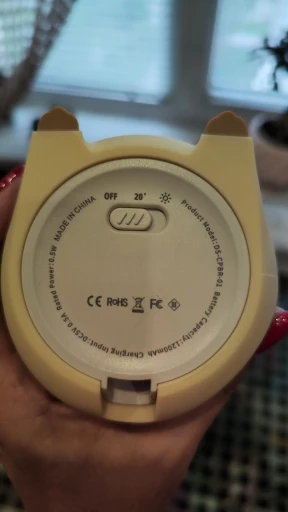 OFF 20" 
Product Model:DS-CPBR-01 Battery Capacity:1200mAh Charging Input:DC5V 0.5A Rated Power:0.3W MADE IN CHINA
CE RoHS FC